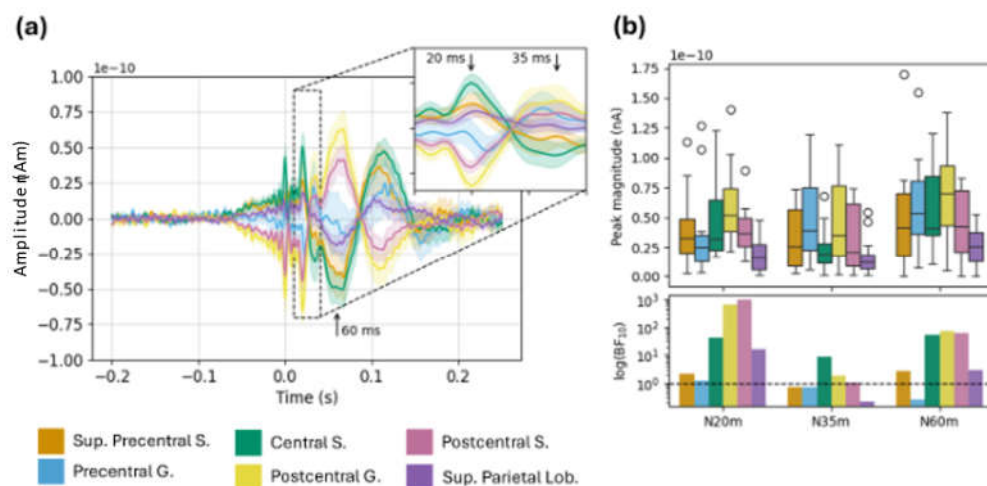 (a)
(b)
1e−10
20 ms
35 ms
1e−10
1.00
0.75
0.50
0.25
0.00
−0.25
−0.50
−0.75
−1.00
−0.2
−0.1
0.0
0.1
0.2
Time (s)
60 ms
1.75
1.50
1.25
1.00
0.75
0.50
0.25
0.00
Peak magnitude (nA)
10³
10²
10¹
10⁰
log(BF₁₀)
N20m
N35m
N60m
Sup. Precentral S.
Central S.
Postcentral S.
Precentral G.
Postcentral G.
Sup. Parietal Lob.